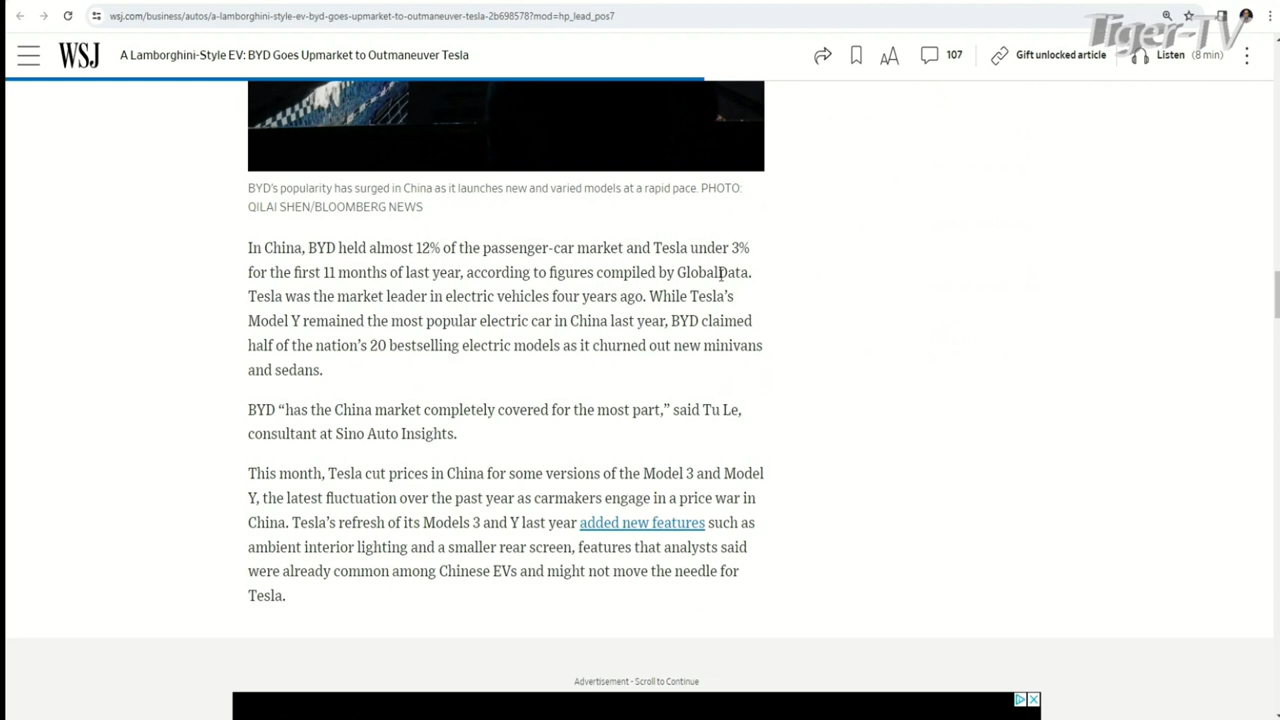 wsj.com/business/autos/a-lamborghini-style-ev-byd-goes-upmarket-to-outmaneuver-tesla-2b698578?mod=hp_lead_pos7
Tiger-TV
WSJ A Lamborghini-Style EV: BYD Goes Upmarket to Outmaneuver Tesla 107 Gift unlocked article Listen (8 min)
BYD's popularity has surged in China as it launches new and varied models at a rapid pace. PHOTO:
QILAI SHEN/BLOOMBERG NEWS
In China, BYD held almost 12% of the passenger-car market and Tesla under 3%
for the first 11 months of last year, according to figures compiled by GlobalData.
Tesla was the market leader in electric vehicles four years ago. While Tesla's
Model Y remained the most popular electric car in China last year, BYD claimed
half of the nation's 20 bestselling electric models as it churned out new minivans
and sedans.
BYD “has the China market completely covered for the most part,” said Tu Le,
consultant at Sino Auto Insights.
This month, Tesla cut prices in China for some versions of the Model 3 and Model
Y, the latest fluctuation over the past year as carmakers engage in a price war in
China. Tesla's refresh of its Models 3 and Y last year added new features such as
ambient interior lighting and a smaller rear screen, features that analysts said
were already common among Chinese EVs and might not move the needle for
Tesla.
Advertisement - Scroll to Continue